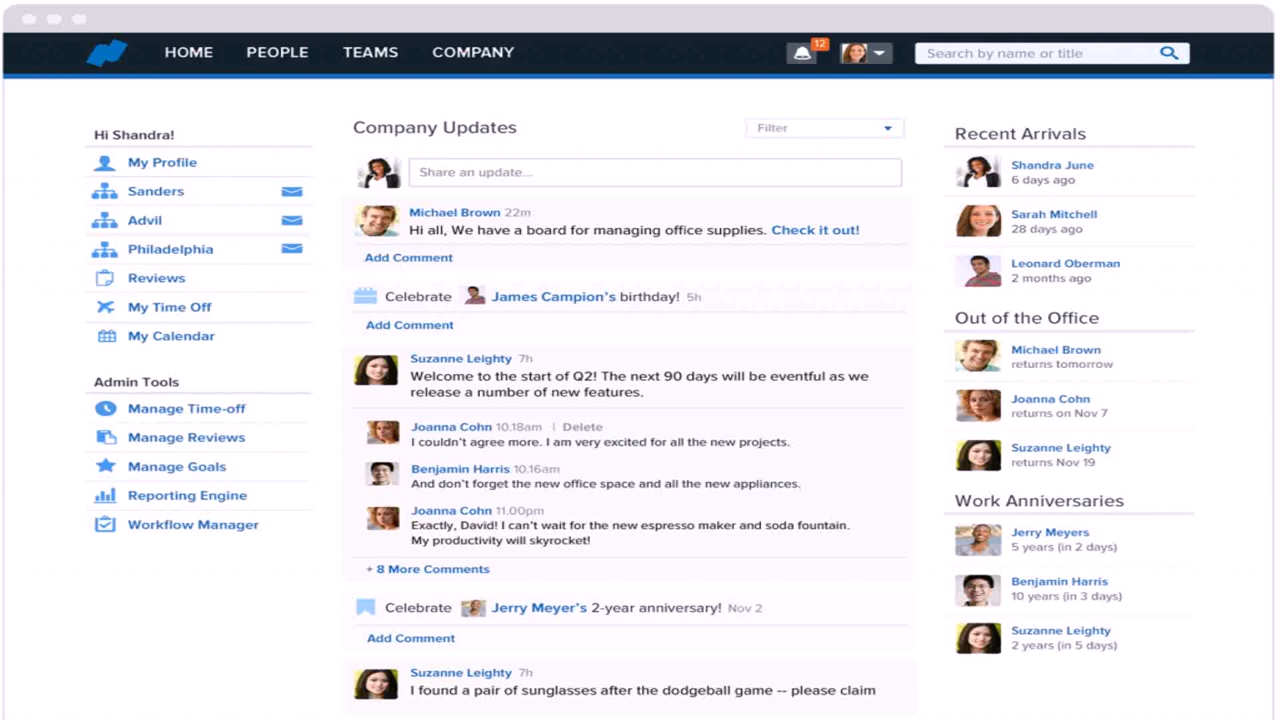 HOME PEOPLE TEAMS COMPANY 12 Search by name or title
Hi Shandra!
My Profile
Sanders
Advil
Philadelphia
Reviews
My Time Off
My Calendar
Admin Tools
Manage Time-off
Manage Reviews
Manage Goals
Reporting Engine
Workflow Manager
Company Updates Filter
Share an update...
Michael Brown 22m
Hi all, We have a board for managing office supplies. Check it out!
Add Comment
Celebrate James Campion's birthday! 5h
Add Comment
Suzanne Leighty 7h
Welcome to the start of Q2! The next 90 days will be eventful as we
release a number of new features.
Joanna Cohn 10.18am | Delete
I couldn't agree more. I am very excited for all the new projects.
Benjamin Harris 10.16am
And don't forget the new office space and all the new appliances.
Joanna Cohn 11.00pm
Exactly, David! I can't wait for the new espresso maker and soda fountain.
My productivity will skyrocket!
+ 8 More Comments
Celebrate Jerry Meyer's 2-year anniversary! Nov 2
Add Comment
Suzanne Leighty 7h
I found a pair of sunglasses after the dodgeball game -- please claim
Recent Arrivals
Shandra June
6 days ago
Sarah Mitchell
28 days ago
Leonard Oberman
2 months ago
Out of the Office
Michael Brown
returns tomorrow
Joanna Cohn
returns on Nov 7
Suzanne Leighty
returns Nov 19
Work Anniversaries
Jerry Meyers
5 years (in 2 days)
Benjamin Harris
10 years (in 3 days)
Suzanne Leighty
2 years (in 5 days)